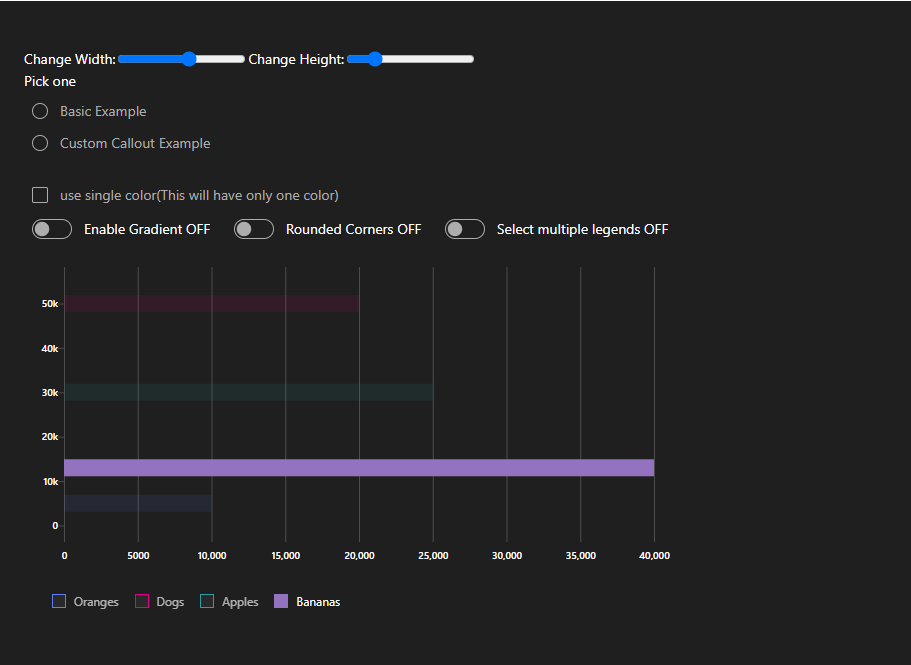 Change Width: Change Height:
Pick one
Basic Example
Custom Callout Example
use single color(This will have only one color)
Enable Gradient OFF Rounded Corners OFF Select multiple legends OFF
50k
40k
30k
20k
10k
0
0 5000 10,000 15,000 20,000 25,000 30,000 35,000 40,000
Oranges Dogs Apples Bananas